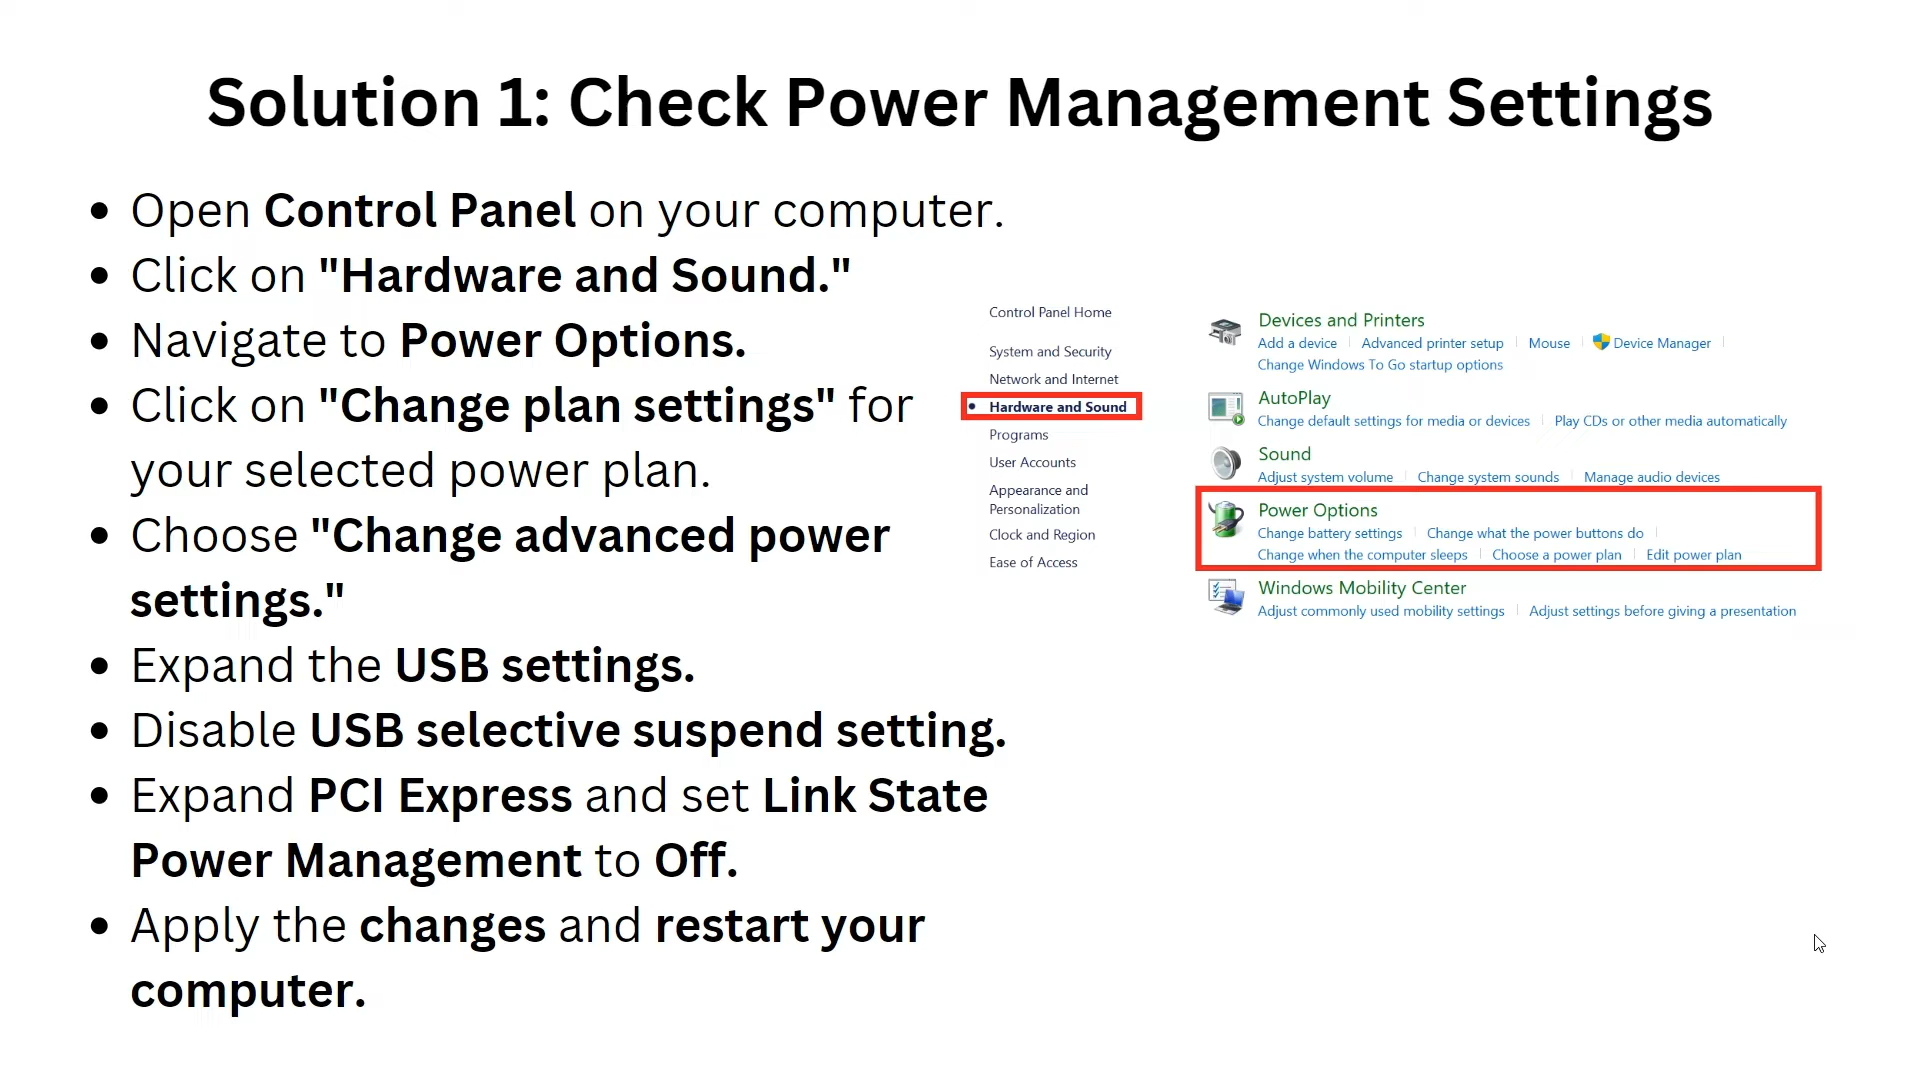 Solution 1: Check Power Management Settings
• Open Control Panel on your computer.
• Click on "Hardware and Sound."
• Navigate to Power Options.
• Click on "Change plan settings" for
your selected power plan.
• Choose "Change advanced power
settings."
• Expand the USB settings.
• Disable USB selective suspend setting.
• Expand PCI Express and set Link State
Power Management to Off.
• Apply the changes and restart your
computer.
Control Panel Home
System and Security
Network and Internet
• Hardware and Sound
Programs
User Accounts
Appearance and
Personalization
Clock and Region
Ease of Access
Devices and Printers
Add a device | Advanced printer setup | Mouse | Device Manager |
Change Windows To Go startup options
AutoPlay
Change default settings for media or devices | Play CDs or other media automatically
Sound
Adjust system volume | Change system sounds | Manage audio devices
Power Options
Change battery settings | Change what the power buttons do |
Change when the computer sleeps | Choose a power plan | Edit power plan
Windows Mobility Center
Adjust commonly used mobility settings | Adjust settings before giving a presentation